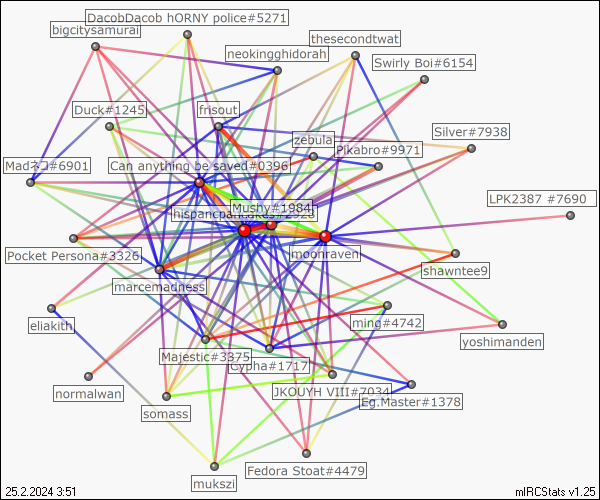 DacobDacob hORNY police#5271
bigcitysamurai
thesecondtwat
neokingghidorah
Swirly Boi#6154
Duck#1245
frisout
Silver#7938
zebula
Pikabro#9971
Madネコ#6901
Can anything be saved#0396
LPK2387 #7690
Mushy#1984
moonraven
Pocket Persona#3326
shawntee9
marcemadness
eliakith
ming#4742
yoshimanden
Majestic#3375
Cypha#1717
normalwan
JKOUYH VIII#7034
Eg.Master#1378
somass
Fedora Stoat#4479
mukszi
25.2.2024 3:51
mIRCStats v1.25